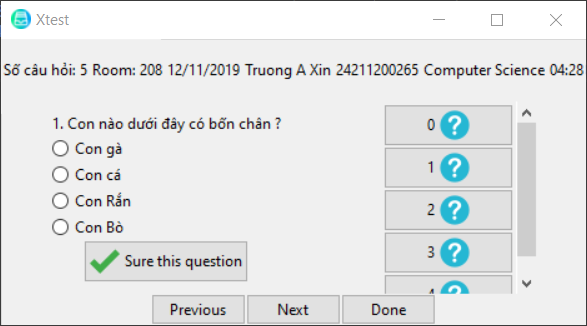 Xtest
Số câu hỏi: 5 Room: 208 12/11/2019 Truong A Xin 24211200265 Computer Science 04:28
1. Con nào dưới đây có bốn chân ?
Con gà
Con cá
Con Rắn
Con Bò
Sure this question
0 ?
1 ?
2 ?
3 ?
4 ?
Previous Next Done